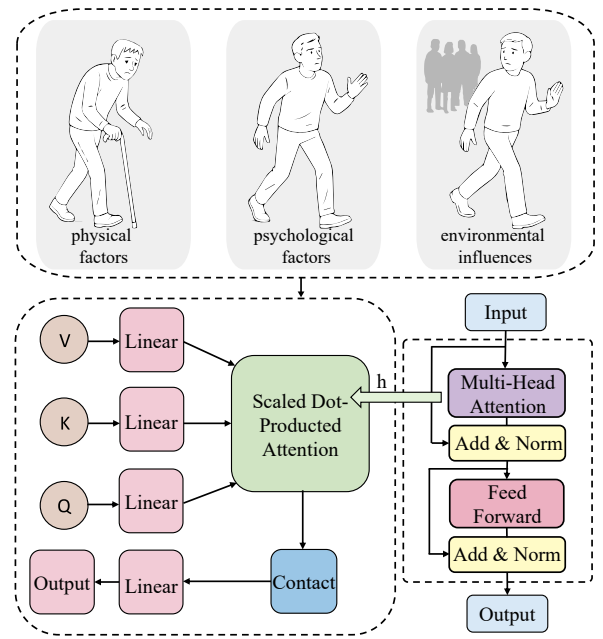 physical
factors
psychological
factors
environmental
influences
V
Linear
K
Linear
Q
Linear
Scaled Dot-
Producted
Attention
h
Output
Linear
Contact
Input
Multi-Head
Attention
Add & Norm
Feed
Forward
Add & Norm
Output